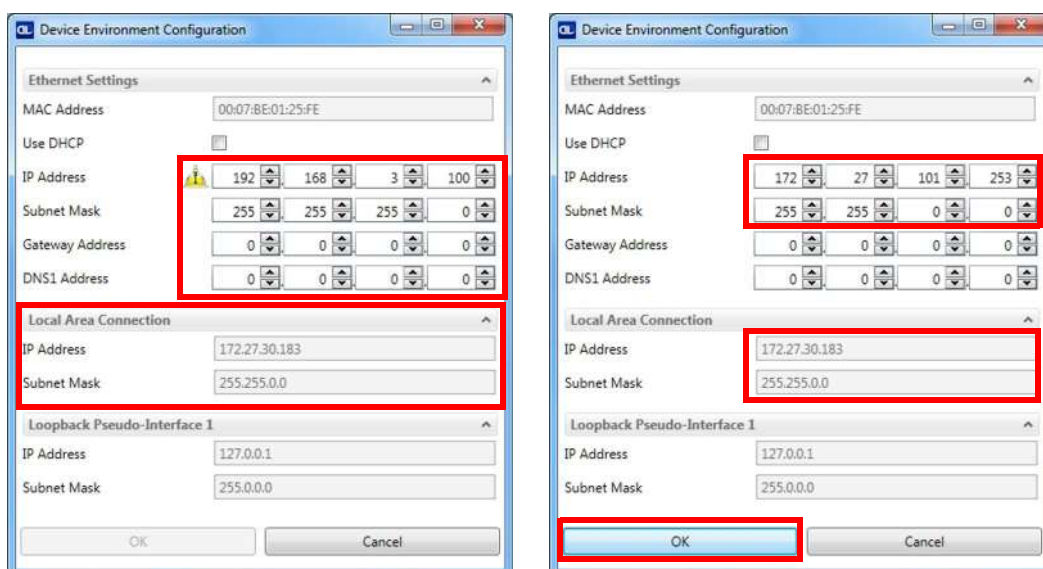 Device Environment Configuration
Ethernet Settings
MAC Address 00:07:BE:01:25:FE
Use DHCP
IP Address 192 . 168 . 3 . 100
Subnet Mask 255 . 255 . 255 . 0
Gateway Address 0 . 0 . 0 . 0
DNS1 Address 0 . 0 . 0 . 0
Local Area Connection
IP Address 172.27.30.183
Subnet Mask 255.255.0.0
Loopback Pseudo-Interface 1
IP Address 127.0.0.1
Subnet Mask 255.0.0.0
OK Cancel
Device Environment Configuration
Ethernet Settings
MAC Address 00:07:BE:01:25:FE
Use DHCP
IP Address 172 . 27 . 101 . 253
Subnet Mask 255 . 255 . 0 . 0
Gateway Address 0 . 0 . 0 . 0
DNS1 Address 0 . 0 . 0 . 0
Local Area Connection
IP Address 172.27.30.183
Subnet Mask 255.255.0.0
Loopback Pseudo-Interface 1
IP Address 127.0.0.1
Subnet Mask 255.0.0.0
OK Cancel